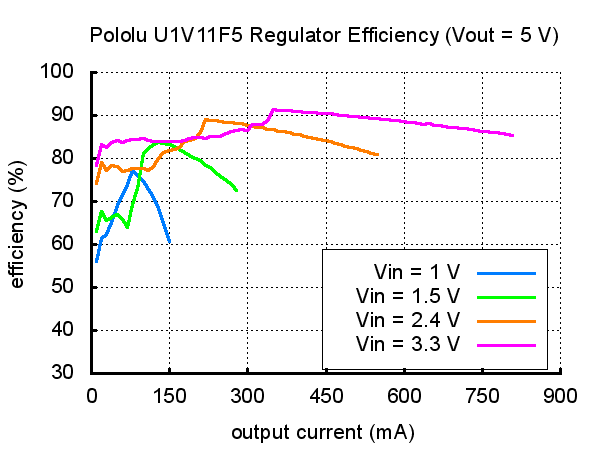 Pololu U1V11F5 Regulator Efficiency (Vout = 5 V)
100
90
80
70
60
50
40
30
efficiency (%)
Vin = 1 V
Vin = 1.5 V
Vin = 2.4 V
Vin = 3.3 V
0 150 300 450 600 750 900
output current (mA)